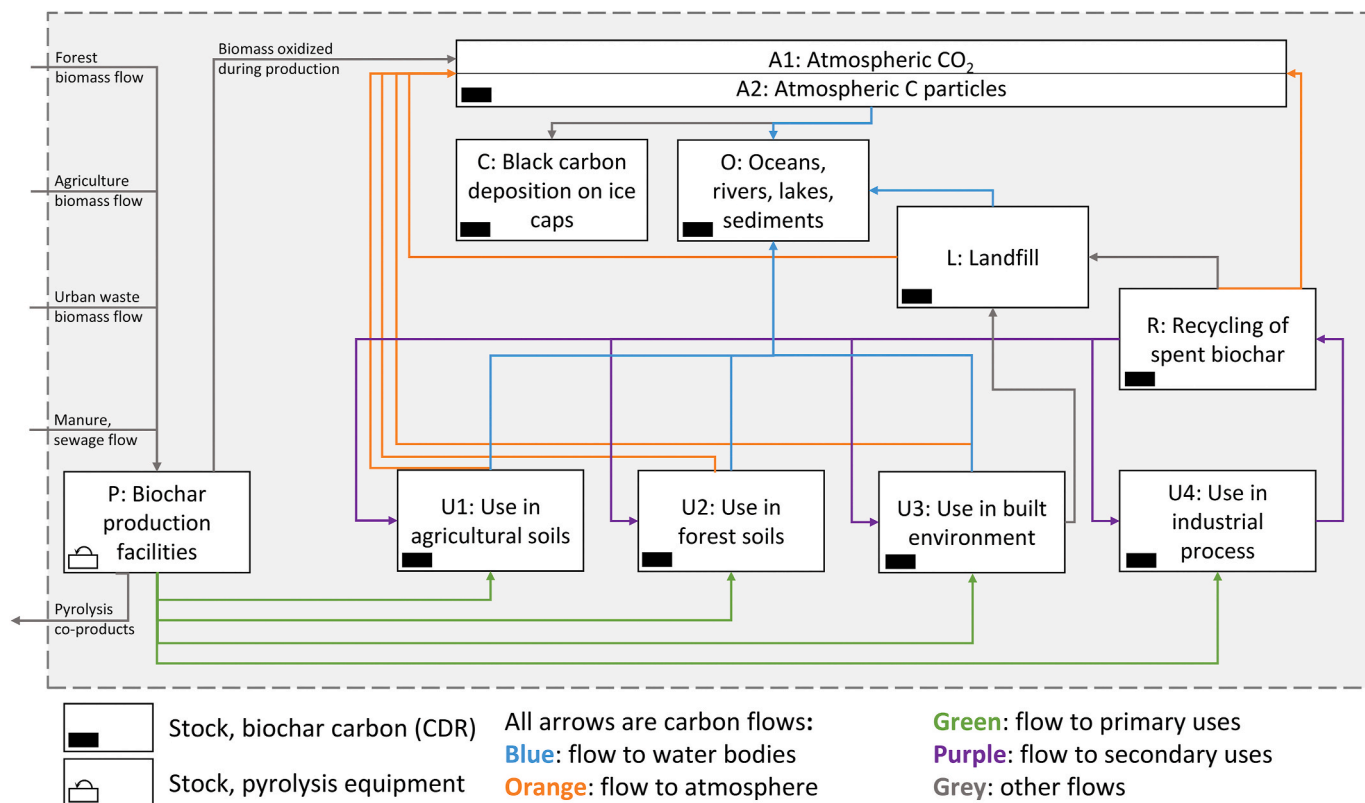 Forest
biomass flow
Biomass oxidized
during production
A1: Atmospheric CO₂
A2: Atmospheric C particles
C: Black carbon
deposition on ice
caps
O: Oceans,
rivers, lakes,
sediments
Agriculture
biomass flow
L: Landfill
Urban waste
biomass flow
R: Recycling of
spent biochar
Manure,
sewage flow
P: Biochar
production
facilities
U1: Use in
agricultural soils
U2: Use in
forest soils
U3: Use in built
environment
U4: Use in
industrial
process
Pyrolysis
co-products
Stock, biochar carbon (CDR)
Stock, pyrolysis equipment
All arrows are carbon flows:
Blue: flow to water bodies
Orange: flow to atmosphere
Green: flow to primary uses
Purple: flow to secondary uses
Grey: other flows